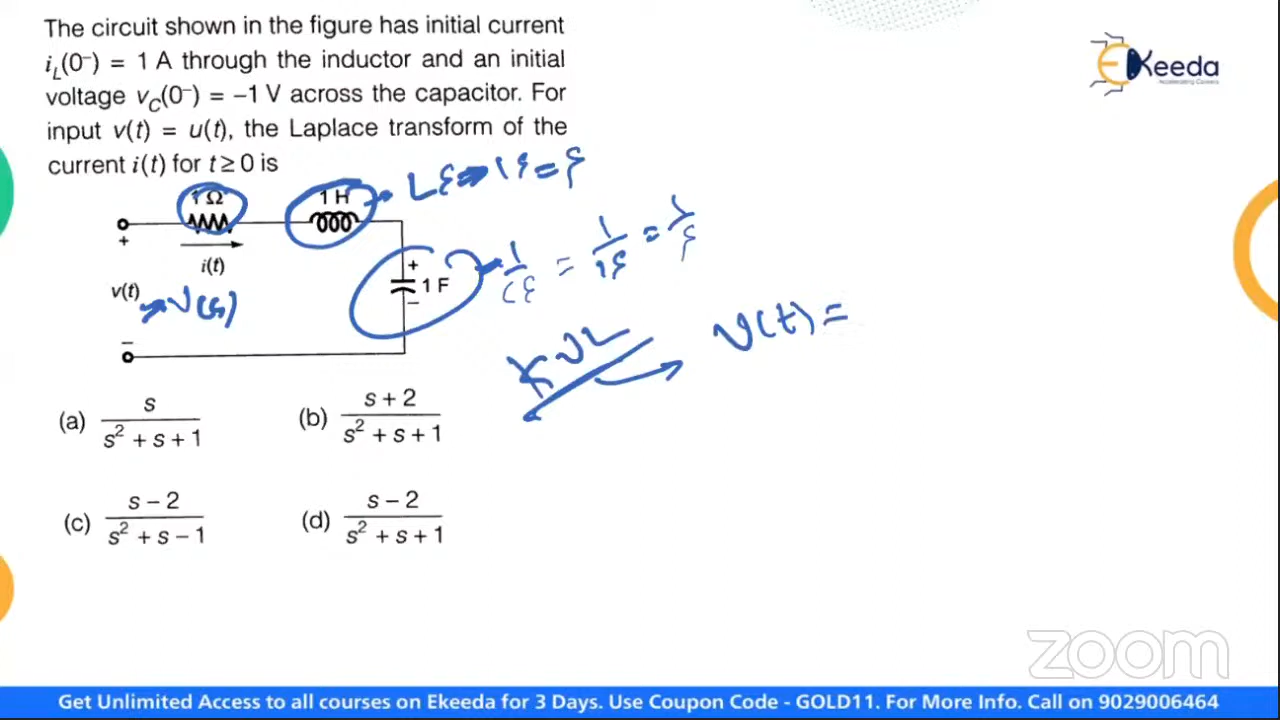 The circuit shown in the figure has initial current
i_L(0⁻) = 1 A through the inductor and an initial
voltage v_C(0⁻) = −1 V across the capacitor. For
input v(t) = u(t), the Laplace transform of the
current i(t) for t ≥ 0 is
Ekeeda
1 Ω
1 H
Ls → 1s = s
+
i(t)
+
1 F
−
1/Cs = 1/1s = 1/s
v(t)
→ V(s)
−
KVL → V(t) =
(a) s / (s² + s + 1)
(b) (s + 2) / (s² + s + 1)
(c) (s − 2) / (s² + s − 1)
(d) (s − 2) / (s² + s + 1)
zoom
Get Unlimited Access to all courses on Ekeeda for 3 Days. Use Coupon Code - GOLD11. For More Info. Call on 9029006464